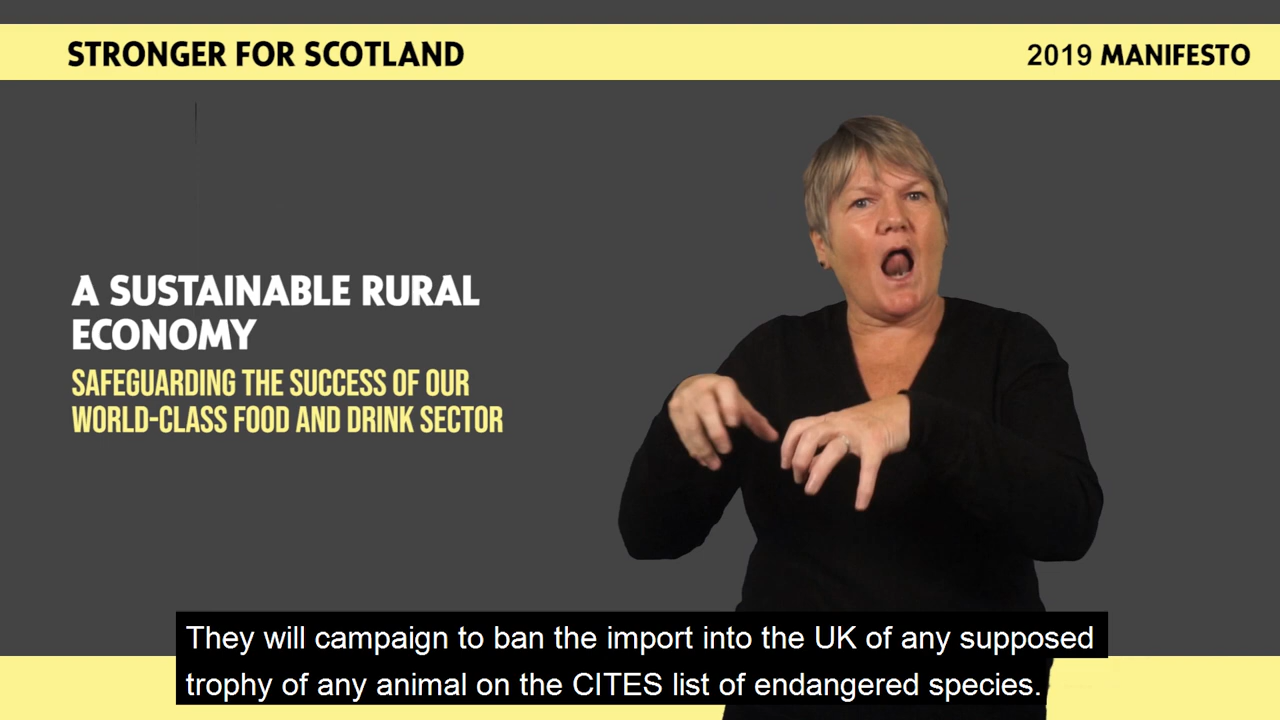 STRONGER FOR SCOTLAND
2019 MANIFESTO
A SUSTAINABLE RURAL
ECONOMY
SAFEGUARDING THE SUCCESS OF OUR
WORLD-CLASS FOOD AND DRINK SECTOR
They will campaign to ban the import into the UK of any supposed
trophy of any animal on the CITES list of endangered species.